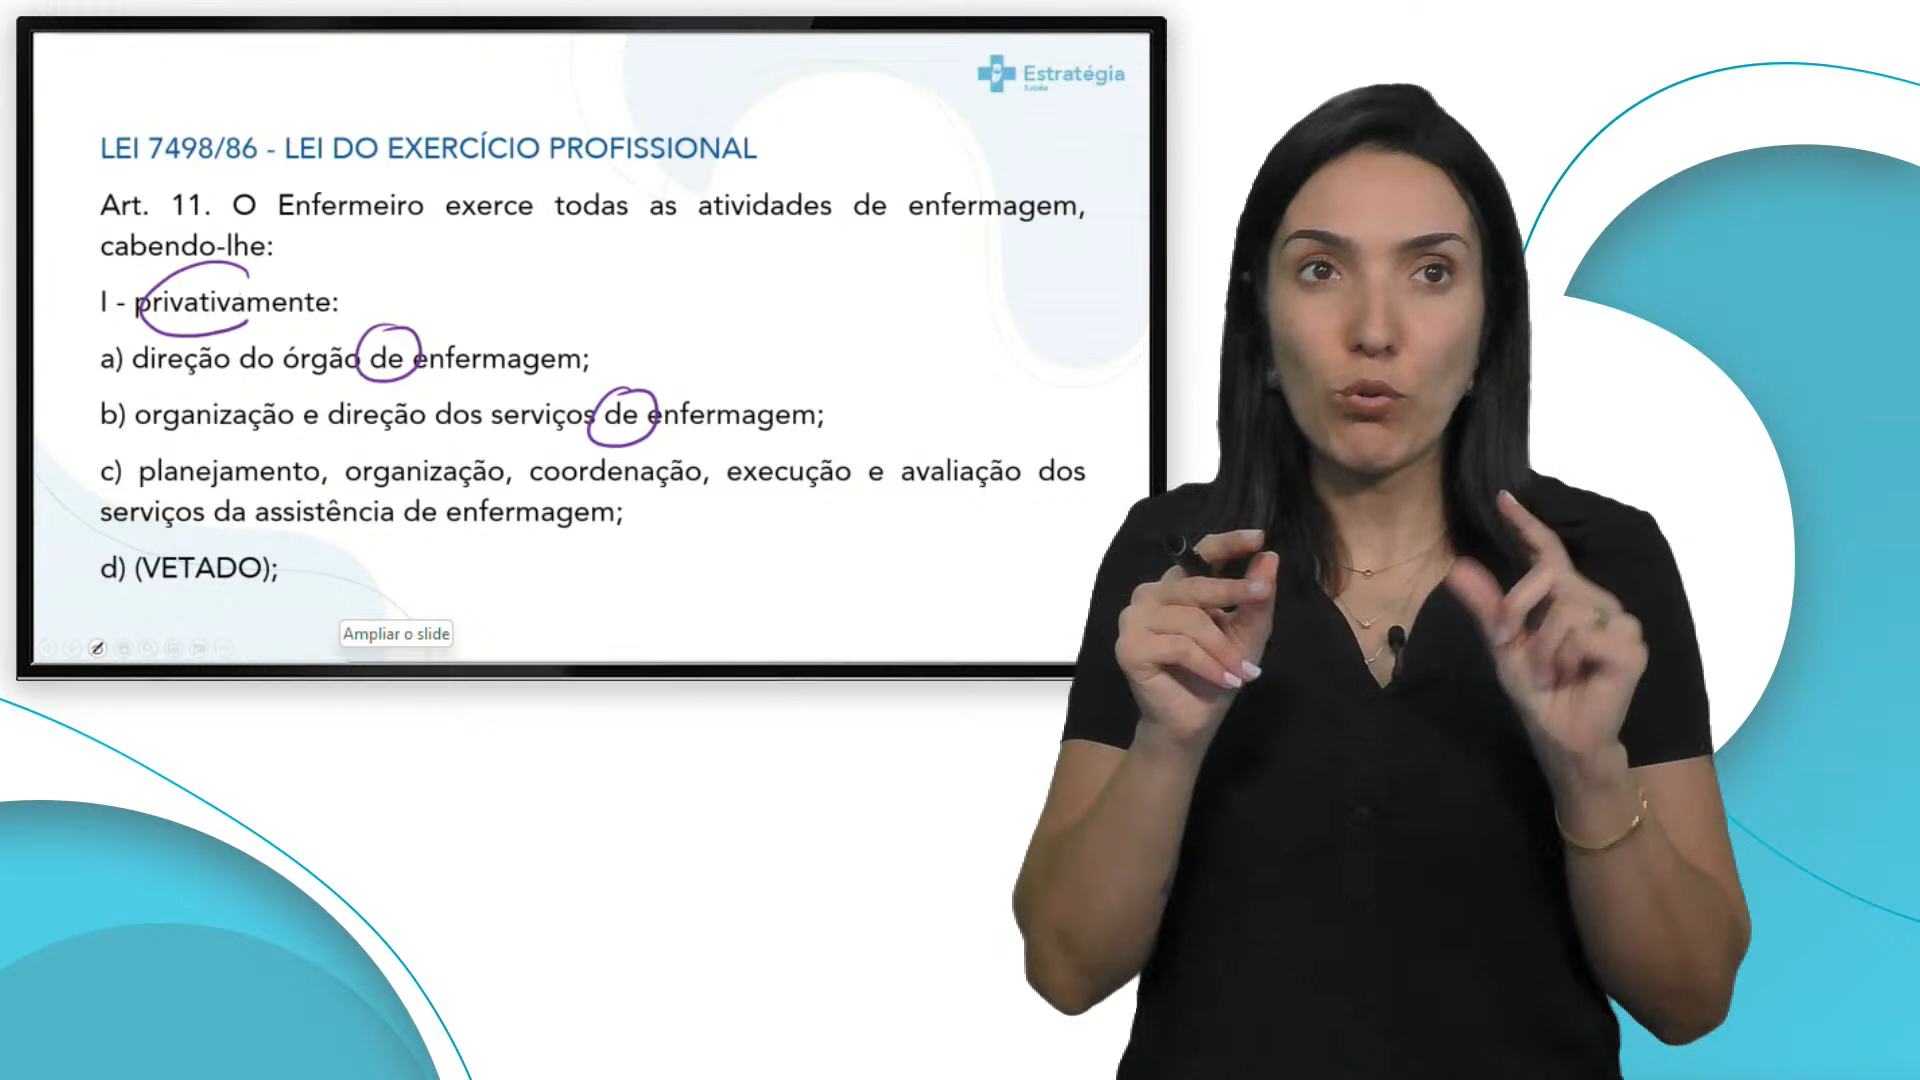 Estratégia
Saúde
LEI 7498/86 - LEI DO EXERCÍCIO PROFISSIONAL
Art. 11. O Enfermeiro exerce todas as atividades de enfermagem,
cabendo-lhe:
I - privativamente:
a) direção do órgão de enfermagem;
b) organização e direção dos serviços de enfermagem;
c) planejamento, organização, coordenação, execução e avaliação dos
serviços da assistência de enfermagem;
d) (VETADO);
Ampliar o slide